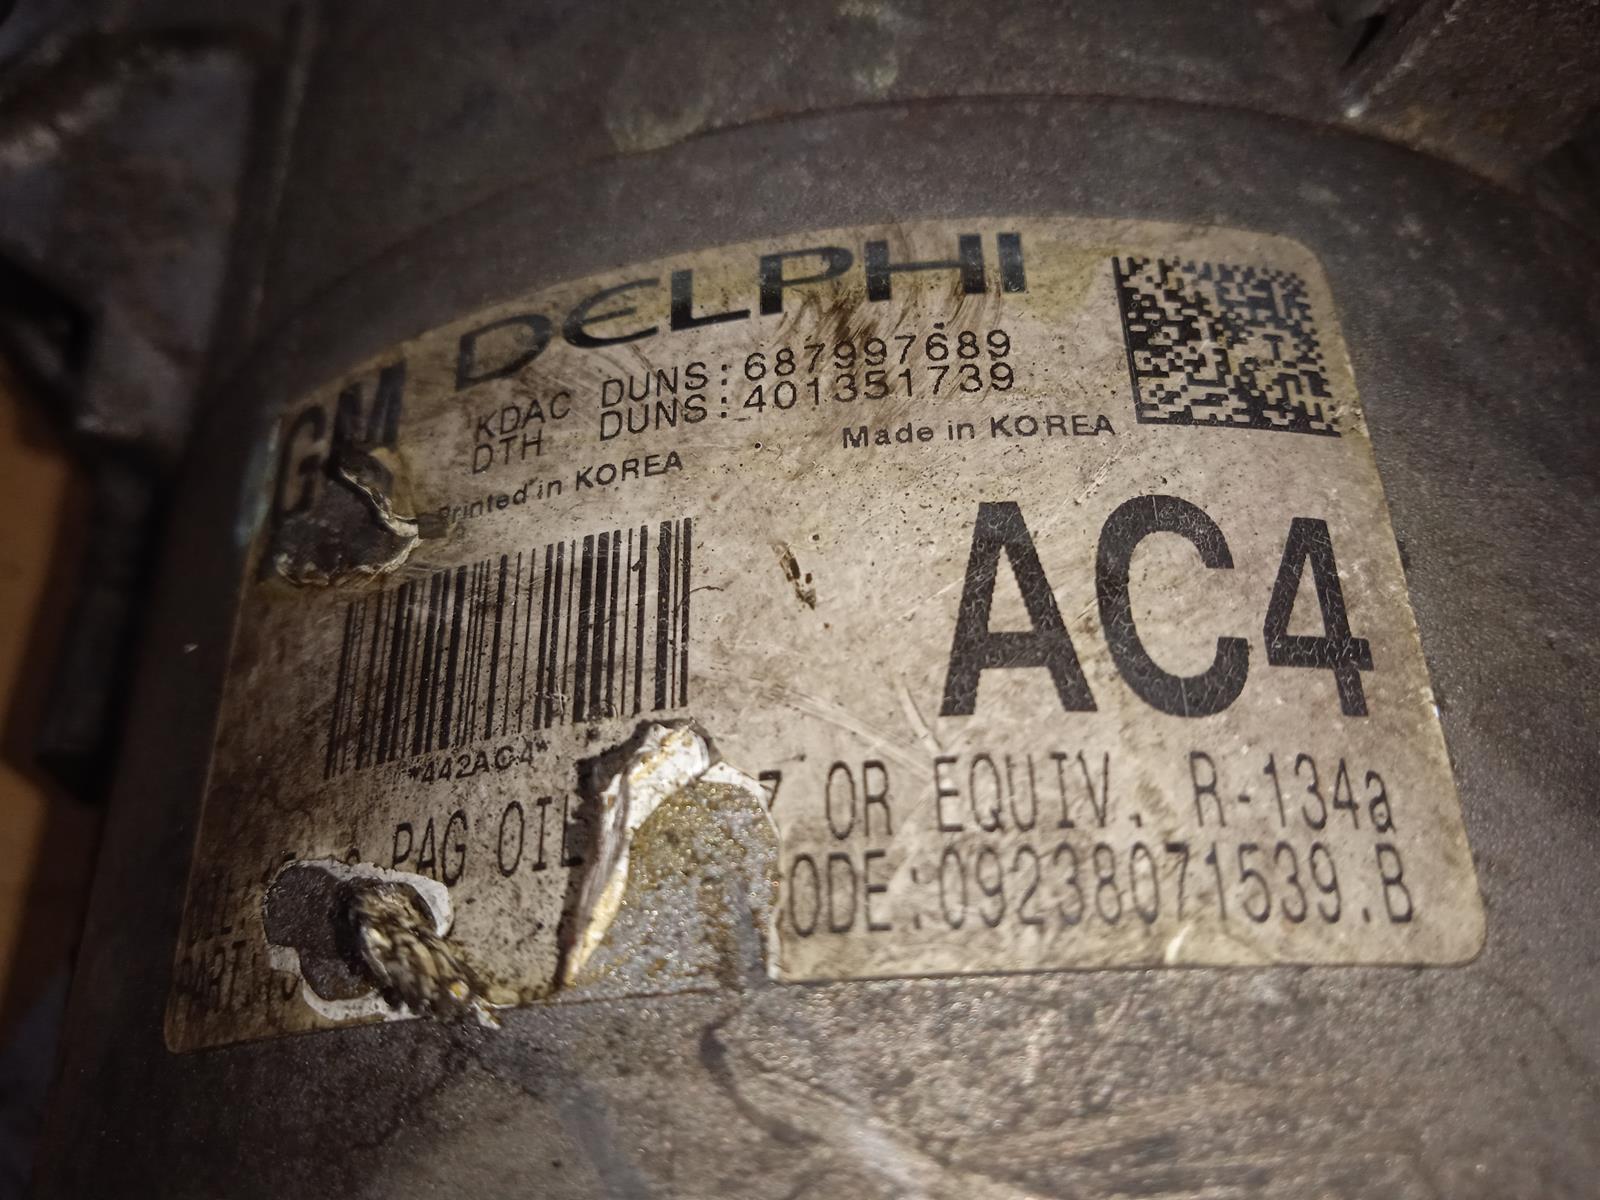 DELPHI
GM
KDAC DUNS:687997689
DTH DUNS:401351739
Printed in KOREA
Made in KOREA
AC4
*442AC4*
PAG OIL 7 OR EQUIV. R-134a
ODE:09238071539.B